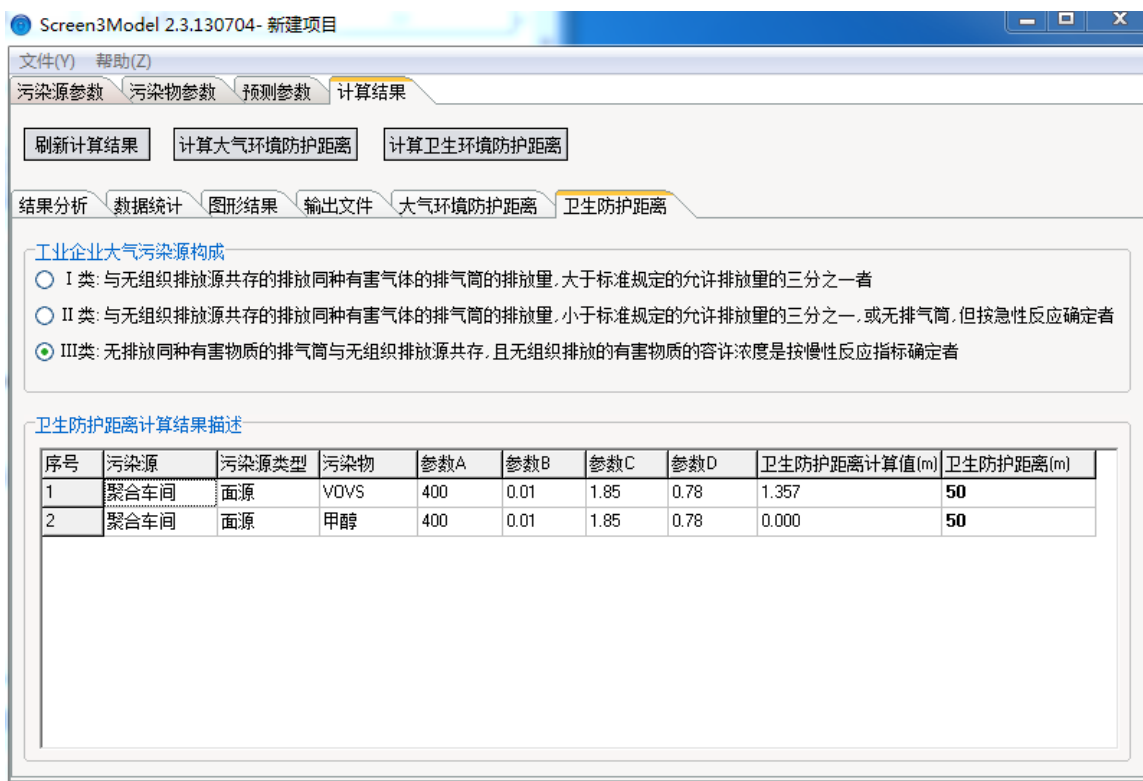 Screen3Model 2.3.130704- 新建项目
文件(Y) 帮助(Z)
污染源参数 污染物参数 预测参数 计算结果
刷新计算结果 计算大气环境防护距离 计算卫生环境防护距离
结果分析 数据统计 图形结果 输出文件 大气环境防护距离 卫生防护距离
工业企业大气污染源构成
I 类: 与无组织排放源共存的排放同种有害气体的排气筒的排放量,大于标准规定的允许排放量的三分之一者
II 类: 与无组织排放源共存的排放同种有害气体的排气筒的排放量,小于标准规定的允许排放量的三分之一,或无排气筒,但按急性反应确定者
III类: 无排放同种有害物质的排气筒与无组织排放源共存,且无组织排放的有害物质的容许浓度是按慢性反应指标确定者
卫生防护距离计算结果描述
序号 污染源 污染源类型 污染物 参数A 参数B 参数C 参数D 卫生防护距离计算值(m) 卫生防护距离(m)
1 聚合车间 面源 VOVS 400 0.01 1.85 0.78 1.357 50
2 聚合车间 面源 甲醇 400 0.01 1.85 0.78 0.000 50